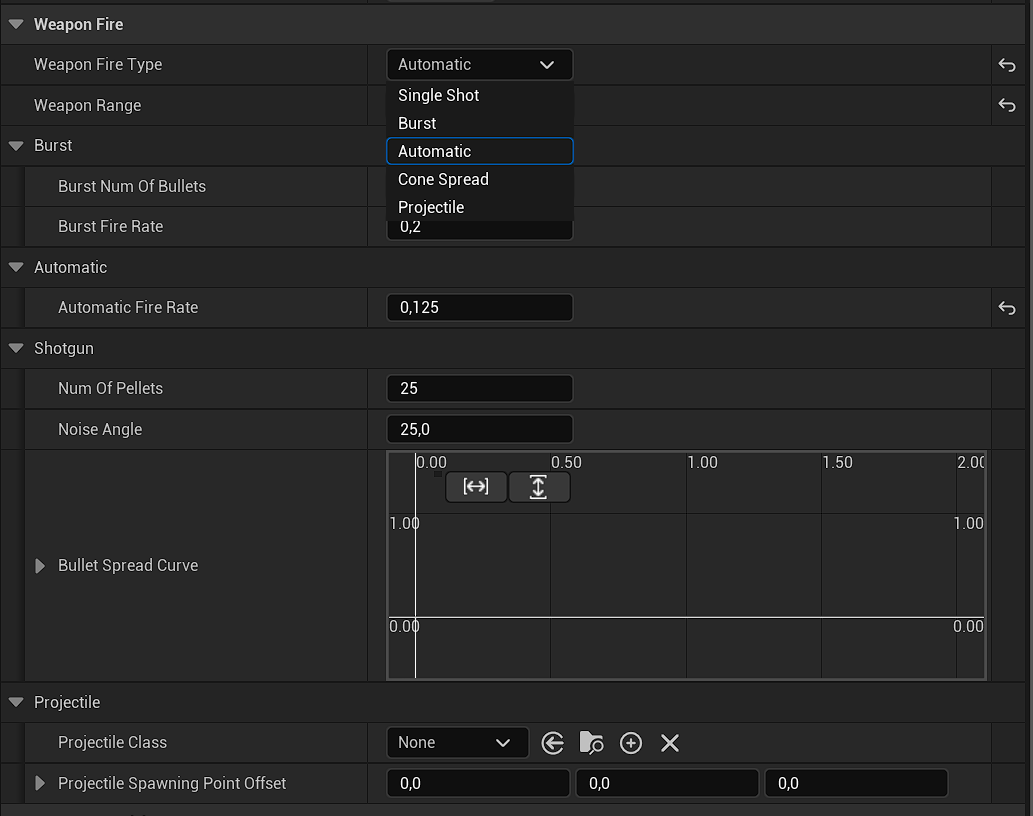 Weapon Fire
Weapon Fire Type
Automatic
Single Shot
Weapon Range
Burst
Burst
Automatic
Burst Num Of Bullets
Cone Spread
Projectile
Burst Fire Rate
0,2
Automatic
Automatic Fire Rate
0,125
Shotgun
Num Of Pellets
25
Noise Angle
25,0
0.00 0.50 1.00 1.50 2.00
1.00 1.00
Bullet Spread Curve
0.00 0.00
Projectile
Projectile Class
None
Projectile Spawning Point Offset
0,0 0,0 0,0